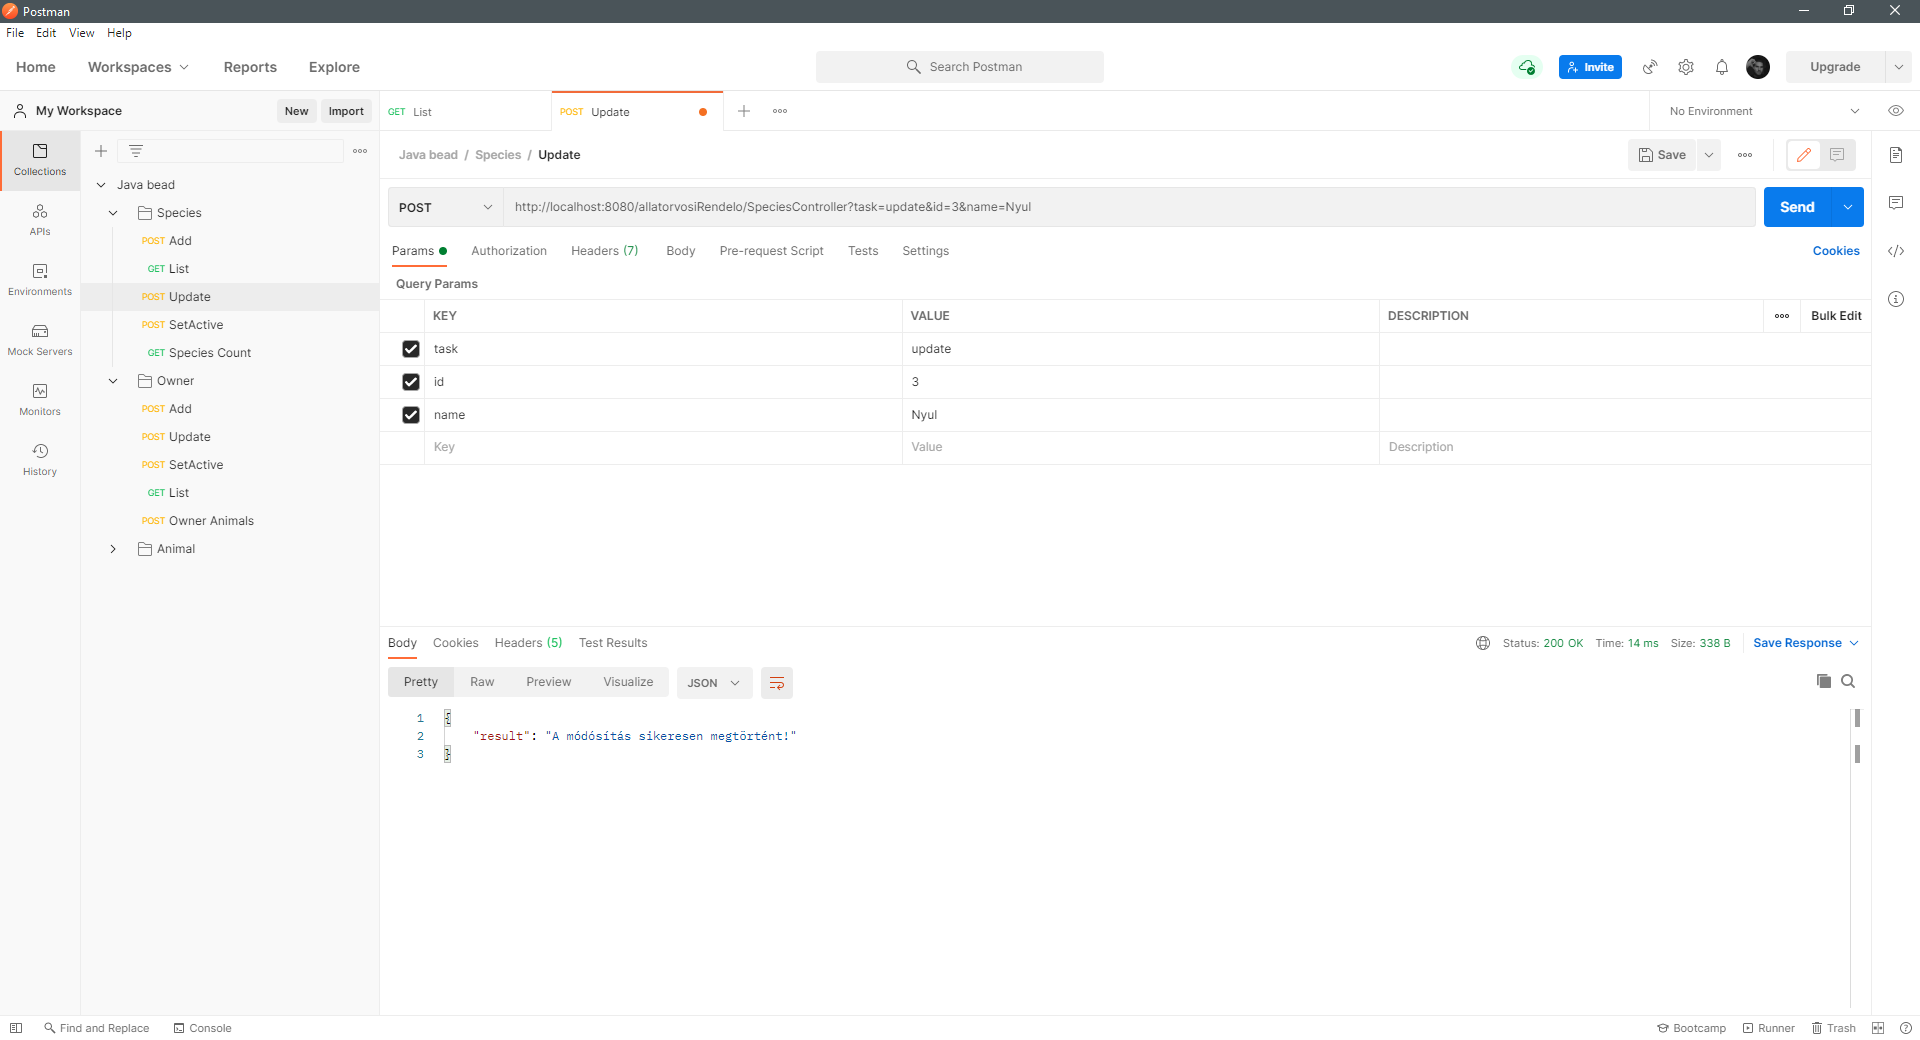 Postman
File Edit View Help
Home Workspaces Reports Explore Search Postman Invite Upgrade
My Workspace New Import GET List POST Update No Environment
Collections
APIs
Environments
Mock Servers
Monitors
History
Java bead
Species
POST Add
GET List
POST Update
POST SetActive
GET Species Count
Owner
POST Add
POST Update
POST SetActive
GET List
POST Owner Animals
Animal
Java bead / Species / Update Save
POST http://localhost:8080/allatorvosiRendelo/SpeciesController?task=update&id=3&name=Nyul Send
Params Authorization Headers (7) Body Pre-request Script Tests Settings Cookies
Query Params
KEY VALUE DESCRIPTION Bulk Edit
task update
id 3
name Nyul
Key Value Description
Body Cookies Headers (5) Test Results Status: 200 OK Time: 14 ms Size: 338 B Save Response
Pretty Raw Preview Visualize JSON
1 {
2 "result": "A módósítás sikeresen megtörtént!"
3 }
Find and Replace Console Bootcamp Runner Trash